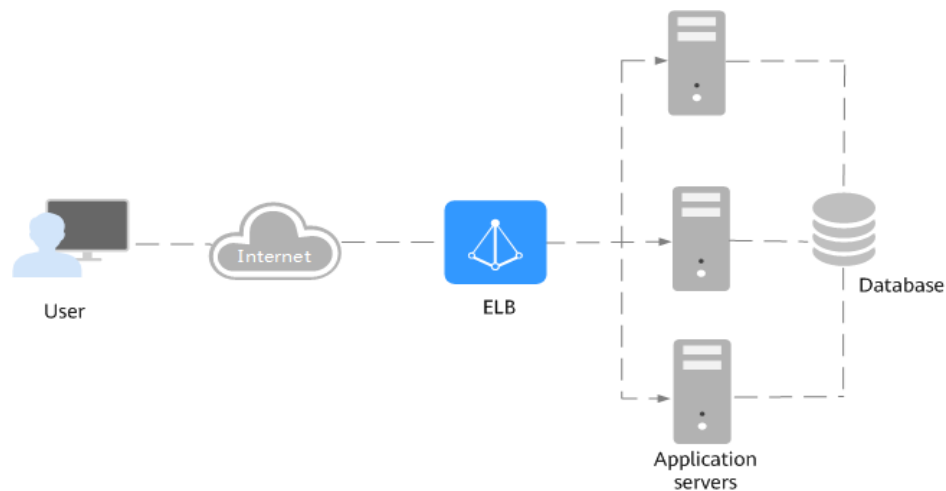 Internet
User
ELB
Database
Application
servers